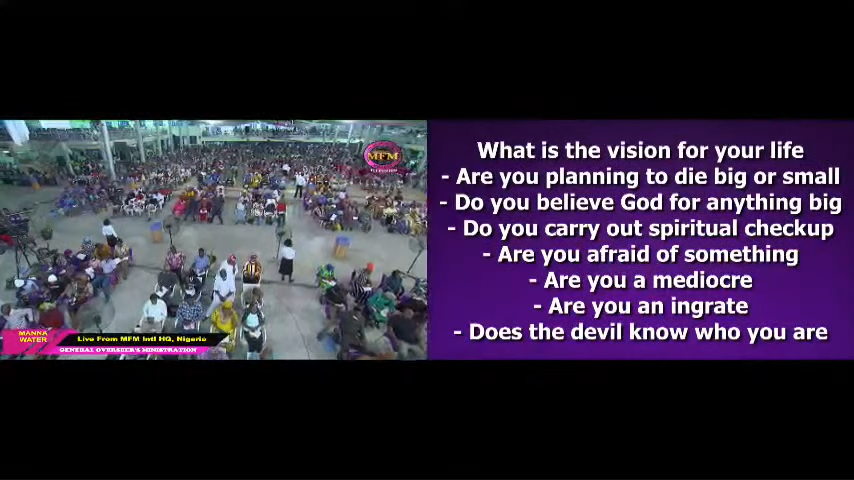 MFM
TELEVISION
MANNA
WATER
Live From MFM Intl HQ, Nigeria
GENERAL OVERSEER'S MINISTRATION
What is the vision for your life
- Are you planning to die big or small
- Do you believe God for anything big
- Do you carry out spiritual checkup
- Are you afraid of something
- Are you a mediocre
- Are you an ingrate
- Does the devil know who you are